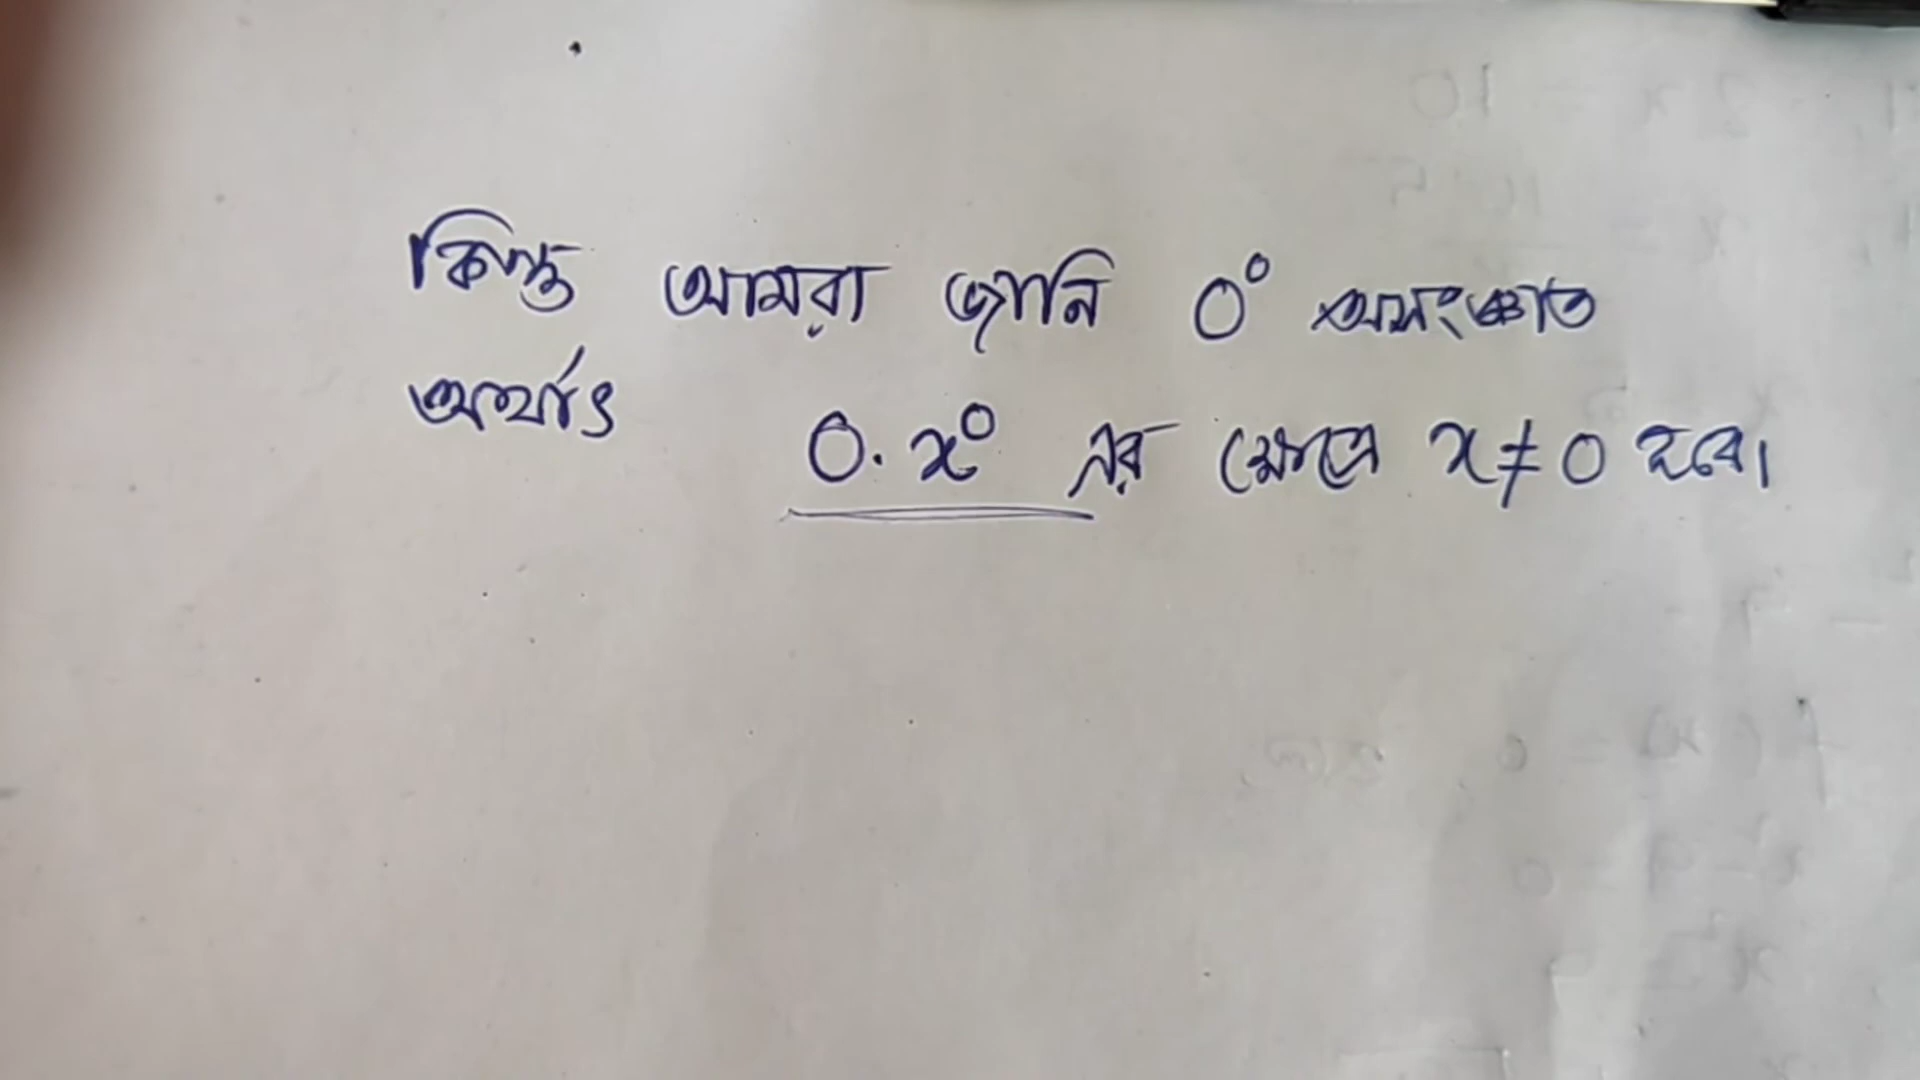 কিন্তু আমরা জানি 0⁰ অসংজ্ঞাত
অর্থাৎ 0. x⁰ এর ক্ষেত্রে x ≠ 0 হবে।